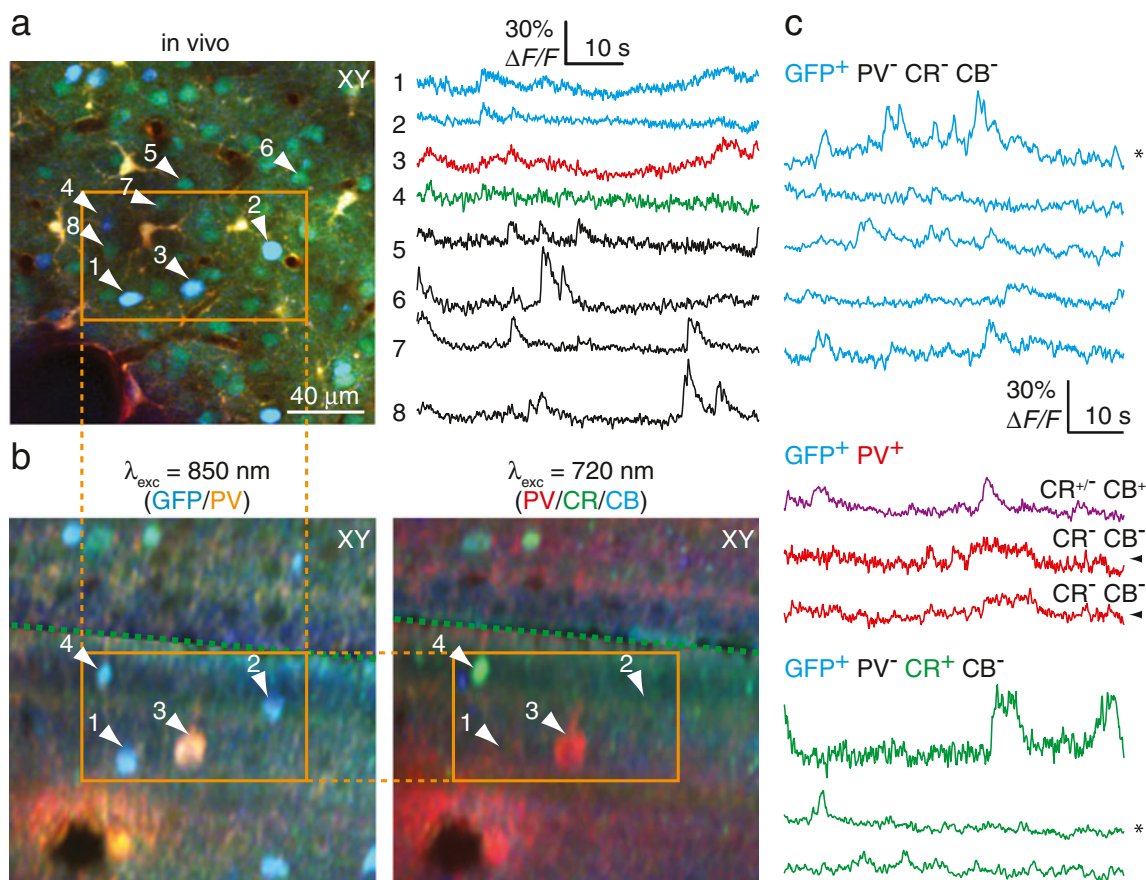 a
in vivo
XY
5
6
7
4
2
8
3
1
40 μm
30%
ΔF/F
10 s
1
2
3
4
5
6
7
8
b
λexc = 850 nm
(GFP/PV)
XY
4
2
3
1
λexc = 720 nm
(PV/CR/CB)
XY
4
2
3
1
c
GFP⁺ PV⁻ CR⁻ CB⁻
*
30%
ΔF/F
10 s
GFP⁺ PV⁺
CR⁺/⁻ CB⁺
CR⁻ CB⁻
CR⁻ CB⁻
GFP⁺ PV⁻ CR⁺ CB⁻
*